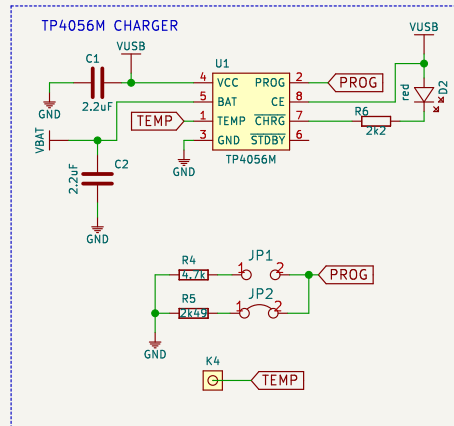 TP4056M CHARGER
VUSB
C1
2.2uF
GND
VBAT
2.2uF
C2
GND
U1
4 VCC PROG 2
5 BAT CE 8
1 TEMP CHRG 7
3 GND STDBY 6
TP4056M
TEMP
GND
PROG
VUSB
red
D2
R6
2k2
R4
4.7k
1 JP1 2
PROG
R5
2k49
1 JP2 2
GND
K4
TEMP